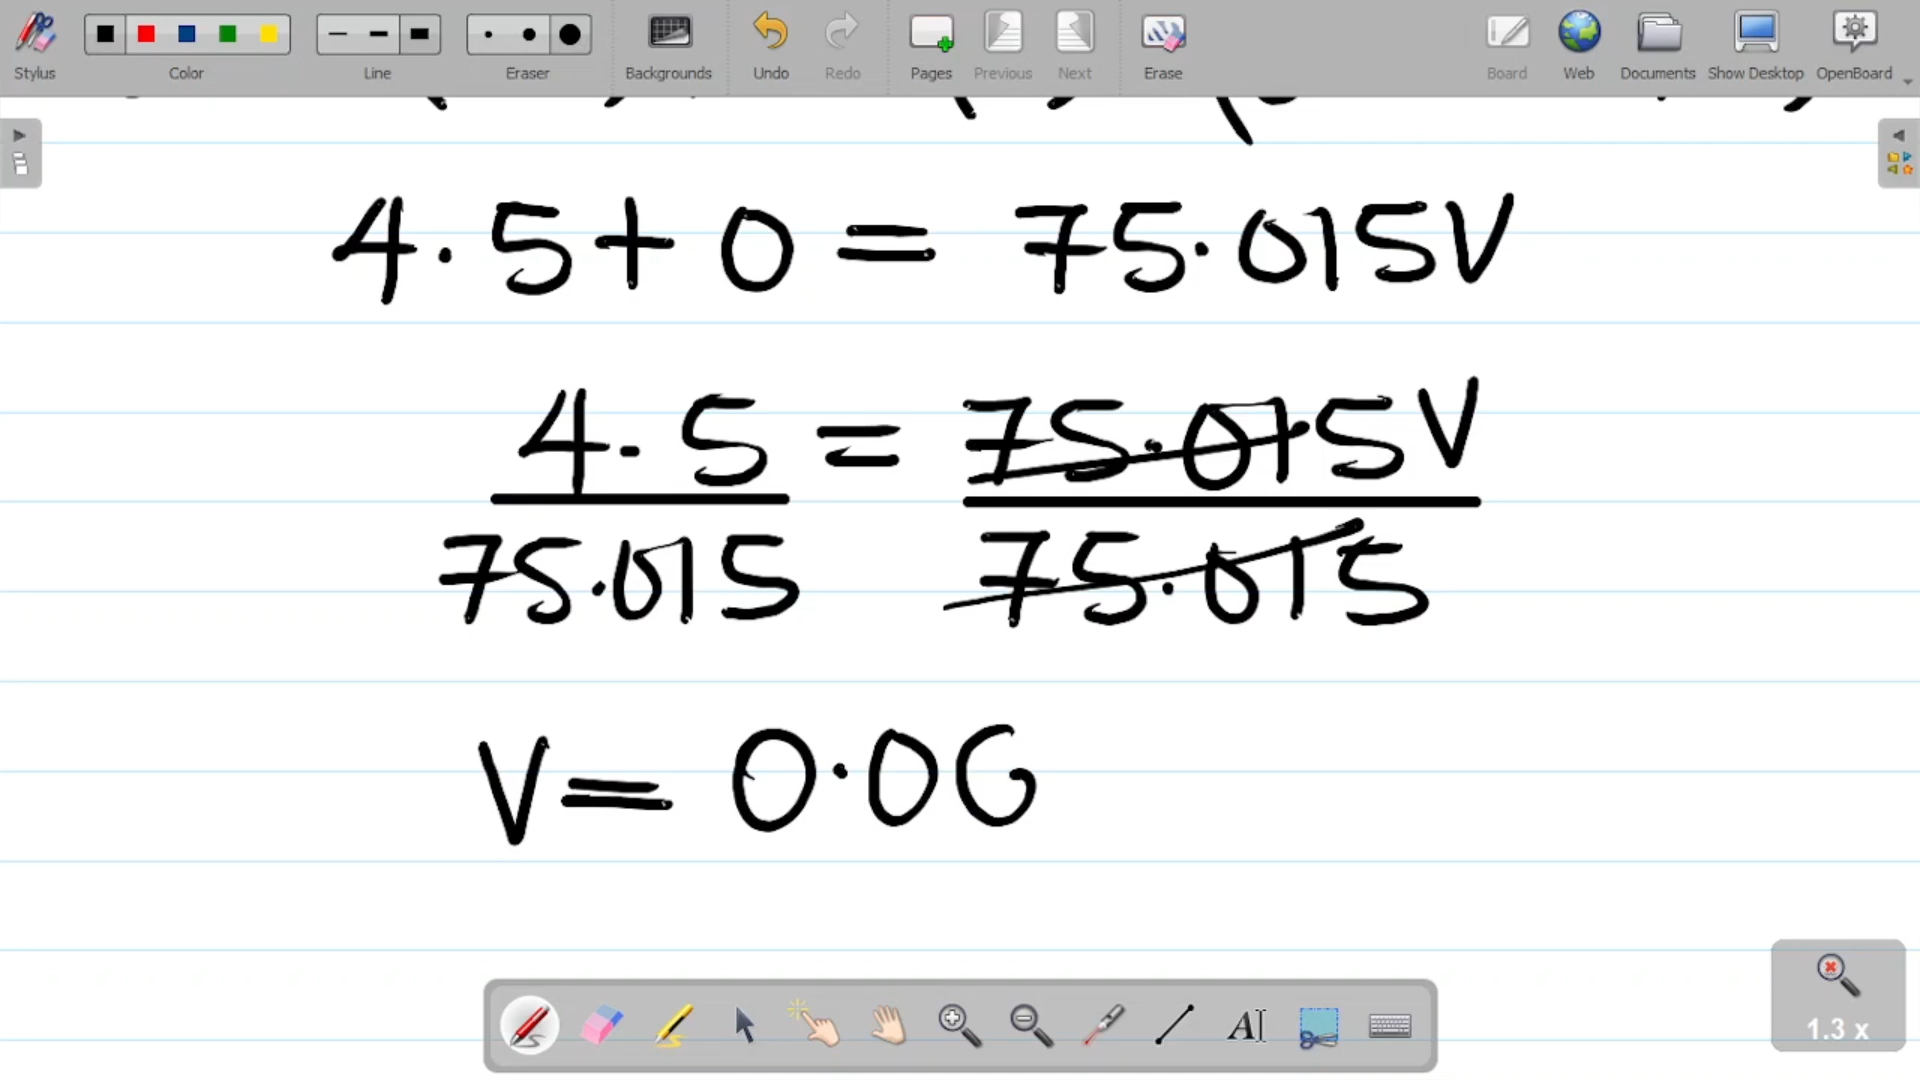 Stylus Color Line Eraser Backgrounds Undo Redo Pages Previous Next Erase Board Web Documents Show Desktop OpenBoard
4.5+0=75.015V
4.5=75.015V
75.015 75.015
V=0.06
1.3 x